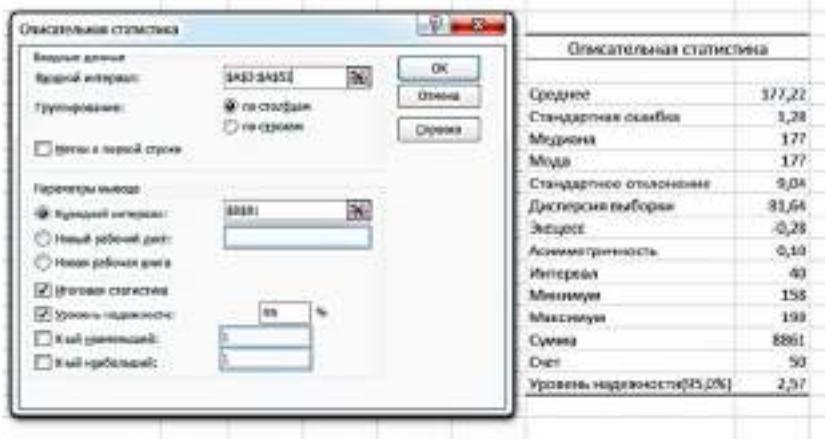 Описательная статистика
Входные данные
Входной интервал:
$A$3:$A$52
ОК
Группирование:
по столбцам
по строкам
Отмена
Справка
Метки в первой строке
Параметры вывода
Выходной интервал:
$B$1
Новый рабочий лист:
Новая рабочая книга
Итоговая статистика
Уровень надежности:
95
%
К-ый наименьший:
1
К-ый наибольший:
1
Описательная статистика
Среднее 177,22
Стандартная ошибка 1,28
Медиана 177
Мода 177
Стандартное отклонение 9,04
Дисперсия выборки 81,64
Эксцесс -0,28
Асимметричность 0,10
Интервал 40
Минимум 158
Максимум 198
Сумма 8861
Счет 50
Уровень надежности(95,0%) 2,57